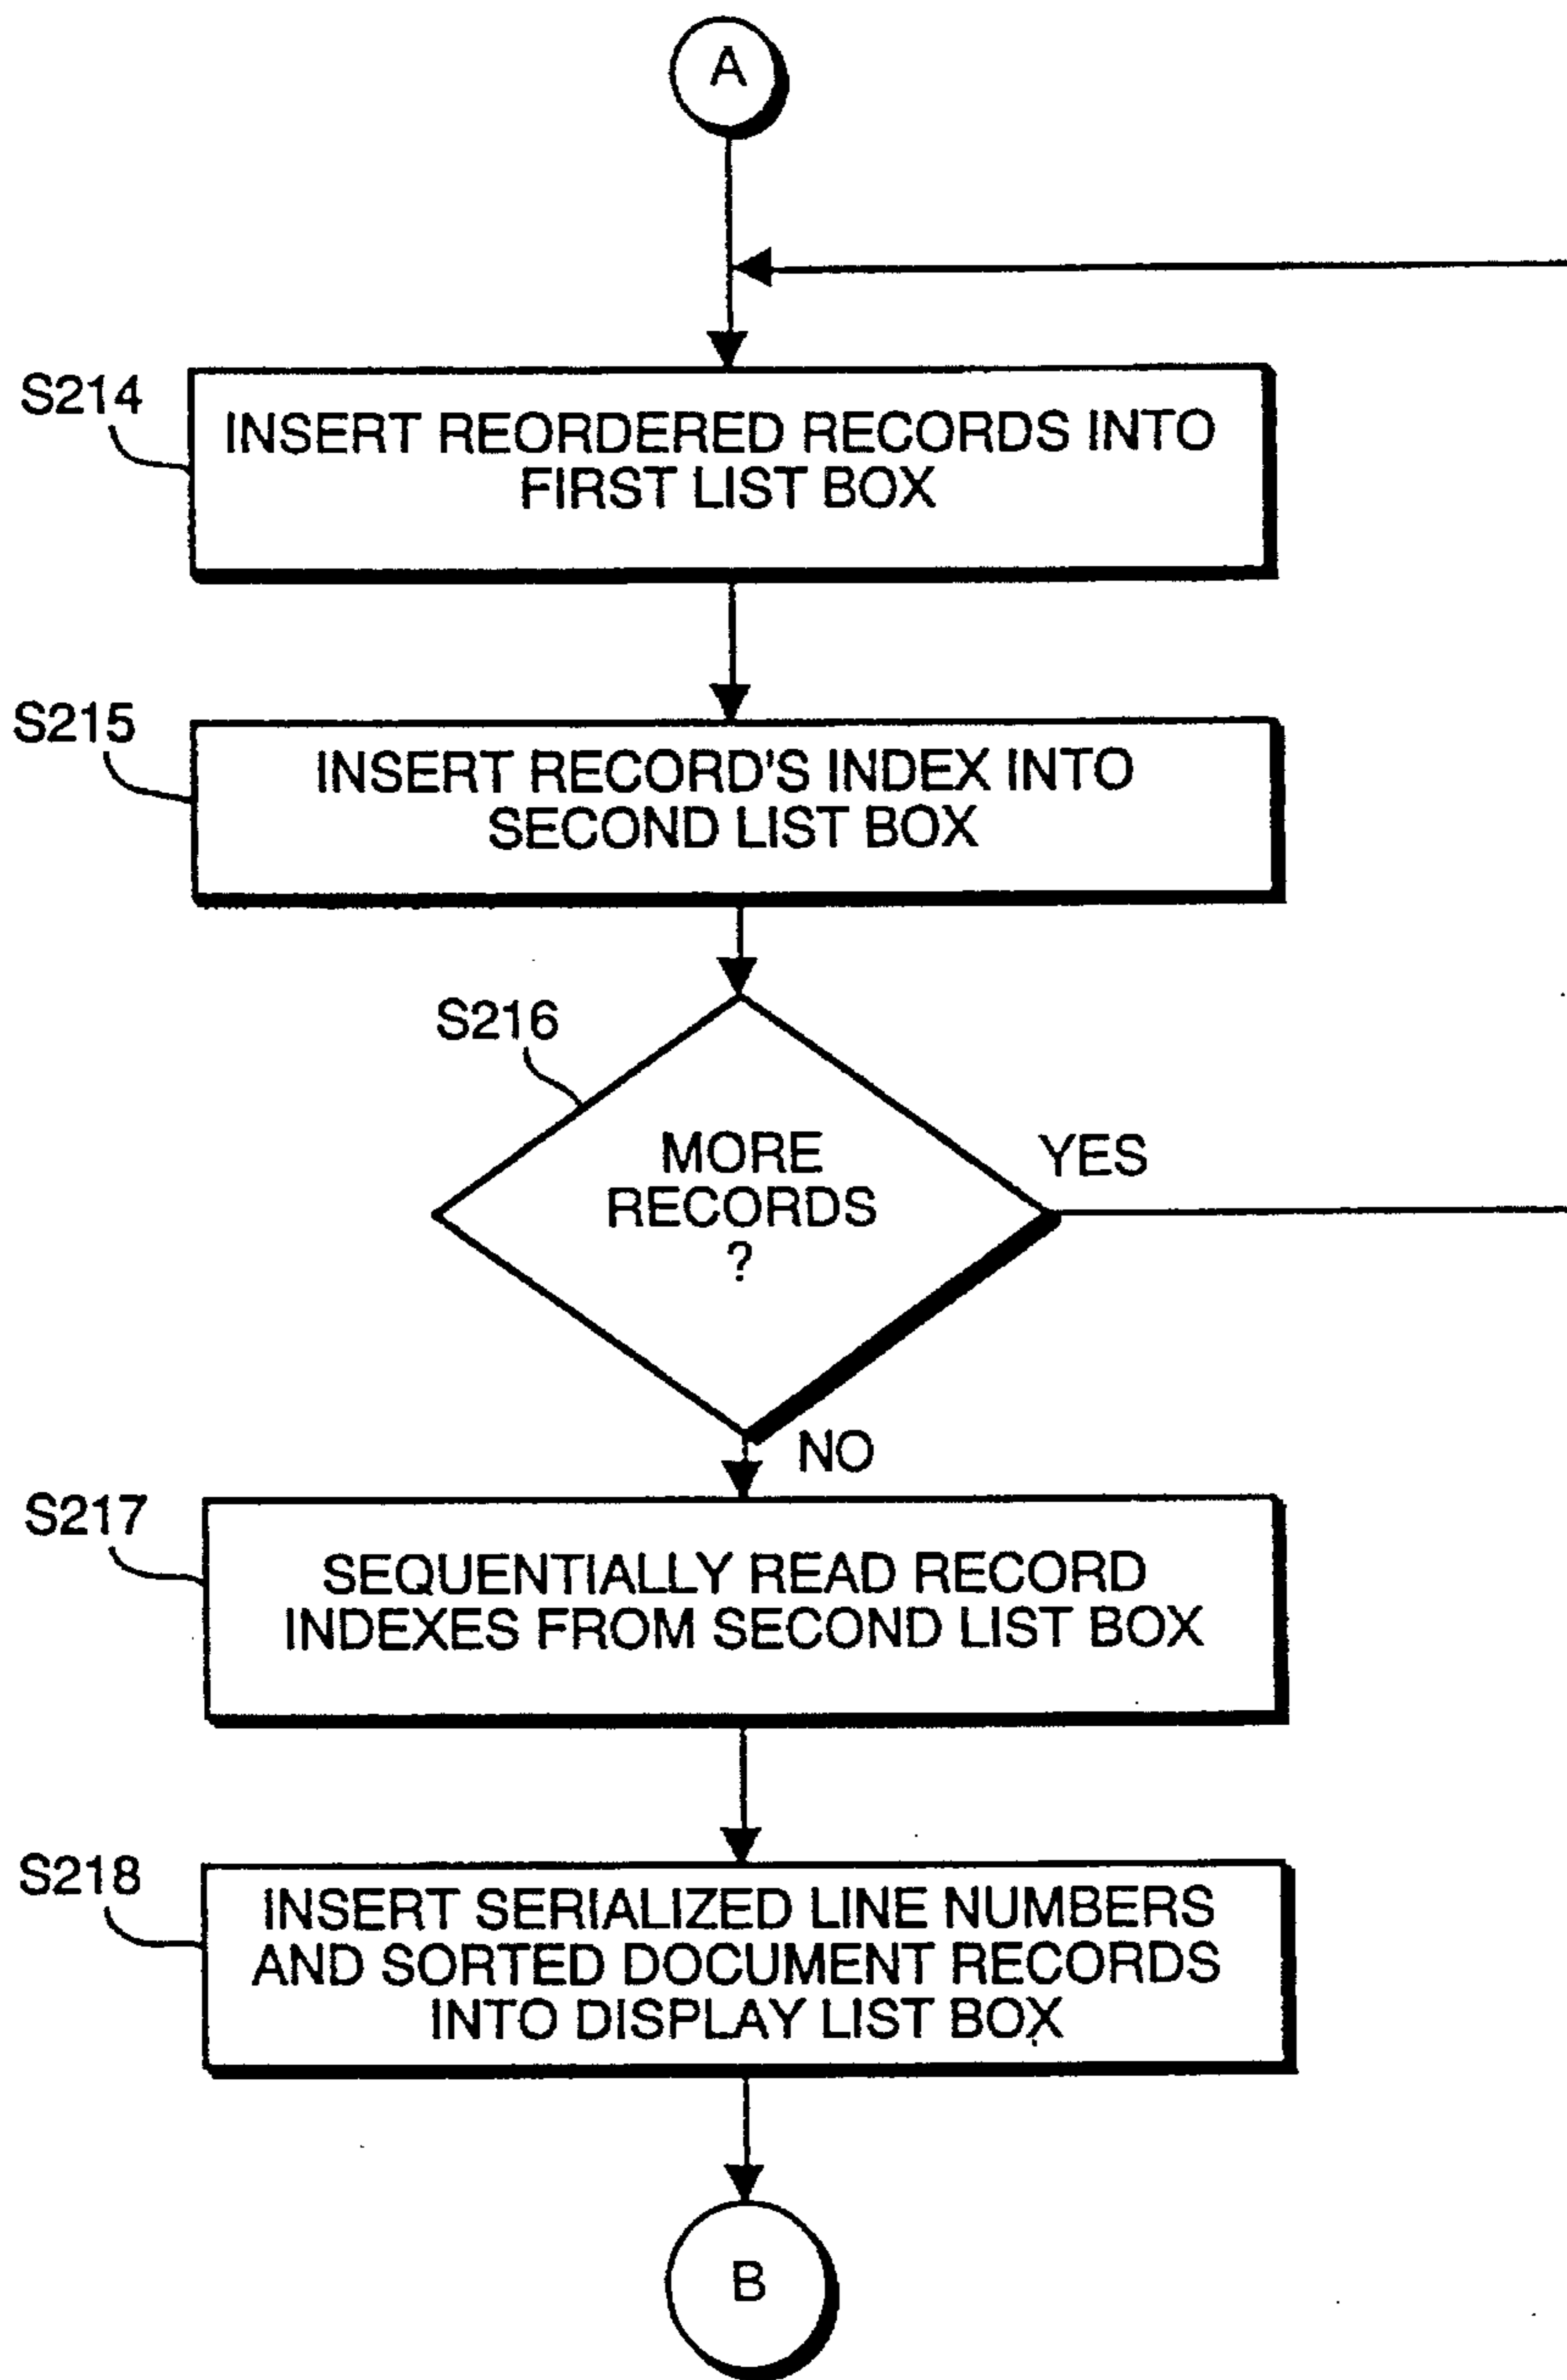 A
S214
INSERT REORDERED RECORDS INTO
FIRST LIST BOX
S215
INSERT RECORD'S INDEX INTO
SECOND LIST BOX
S216
MORE
RECORDS
?
YES
NO
S217
SEQUENTIALLY READ RECORD
INDEXES FROM SECOND LIST BOX
S218
INSERT SERIALIZED LINE NUMBERS
AND SORTED DOCUMENT RECORDS
INTO DISPLAY LIST BOX
B